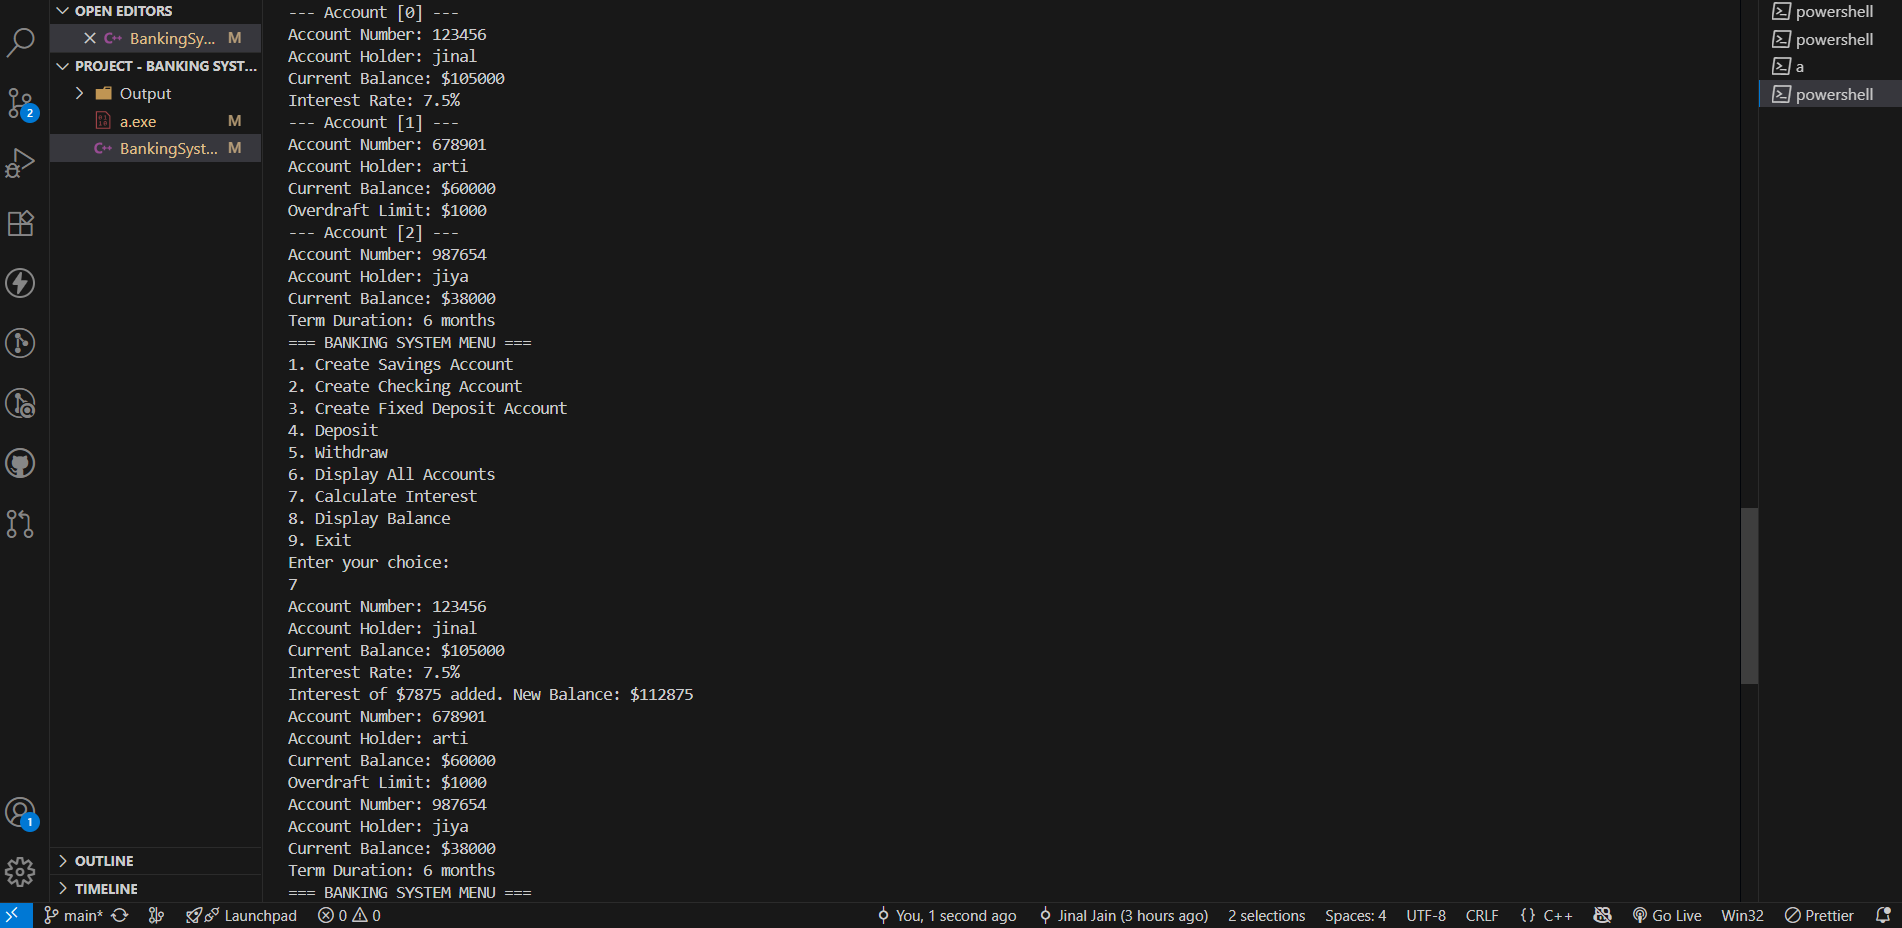 OPEN EDITORS
BankingSy... M
PROJECT - BANKING SYST...
Output
a.exe M
BankingSyst... M
OUTLINE
TIMELINE
2
1
--- Account [0] ---
Account Number: 123456
Account Holder: jinal
Current Balance: $105000
Interest Rate: 7.5%
--- Account [1] ---
Account Number: 678901
Account Holder: arti
Current Balance: $60000
Overdraft Limit: $1000
--- Account [2] ---
Account Number: 987654
Account Holder: jiya
Current Balance: $38000
Term Duration: 6 months
=== BANKING SYSTEM MENU ===
1. Create Savings Account
2. Create Checking Account
3. Create Fixed Deposit Account
4. Deposit
5. Withdraw
6. Display All Accounts
7. Calculate Interest
8. Display Balance
9. Exit
Enter your choice:
7
Account Number: 123456
Account Holder: jinal
Current Balance: $105000
Interest Rate: 7.5%
Interest of $7875 added. New Balance: $112875
Account Number: 678901
Account Holder: arti
Current Balance: $60000
Overdraft Limit: $1000
Account Number: 987654
Account Holder: jiya
Current Balance: $38000
Term Duration: 6 months
=== BANKING SYSTEM MENU ===
powershell
powershell
a
powershell
main* Launchpad 0 0 You, 1 second ago Jinal Jain (3 hours ago) 2 selections Spaces: 4 UTF-8 CRLF {} C++ Go Live Win32 Prettier